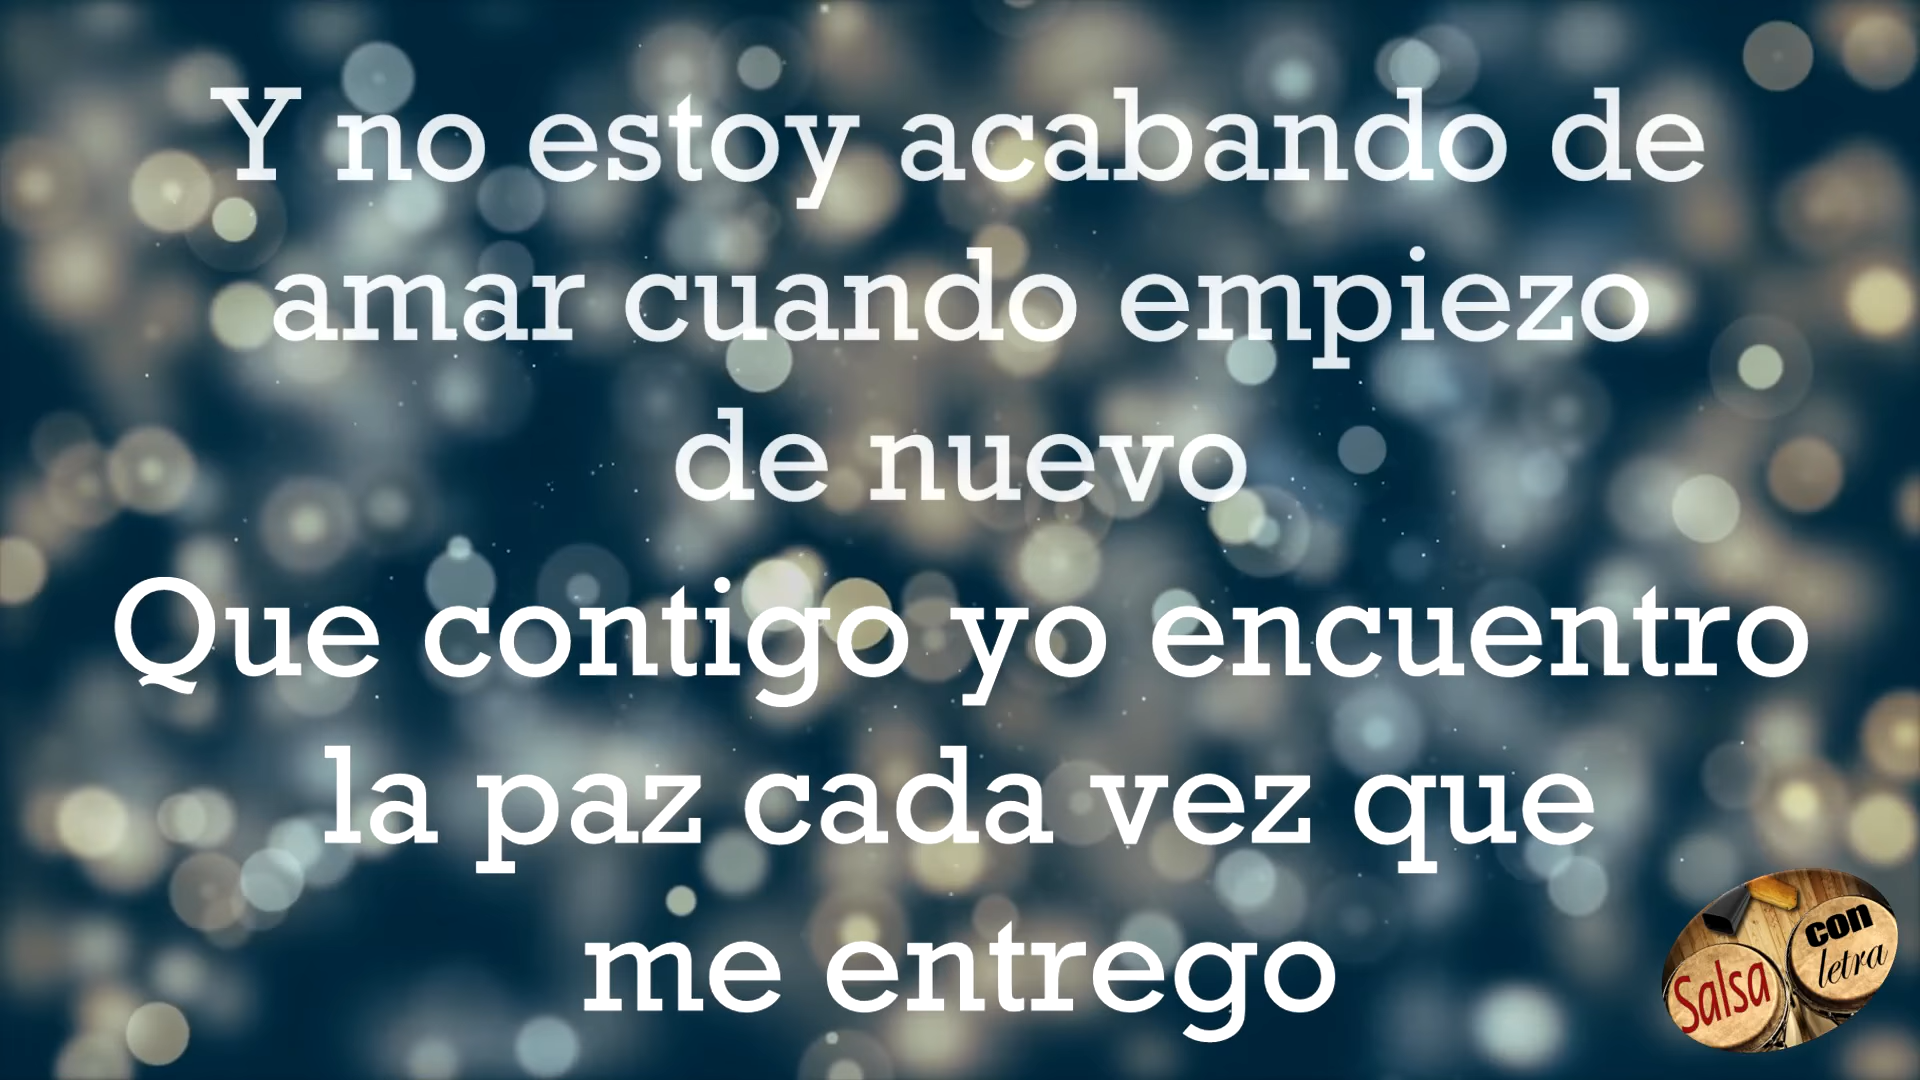 Y no estoy acabando de
amar cuando empiezo
de nuevo
Que contigo yo encuentro
la paz cada vez que
me entrego
Salsa
con
letra